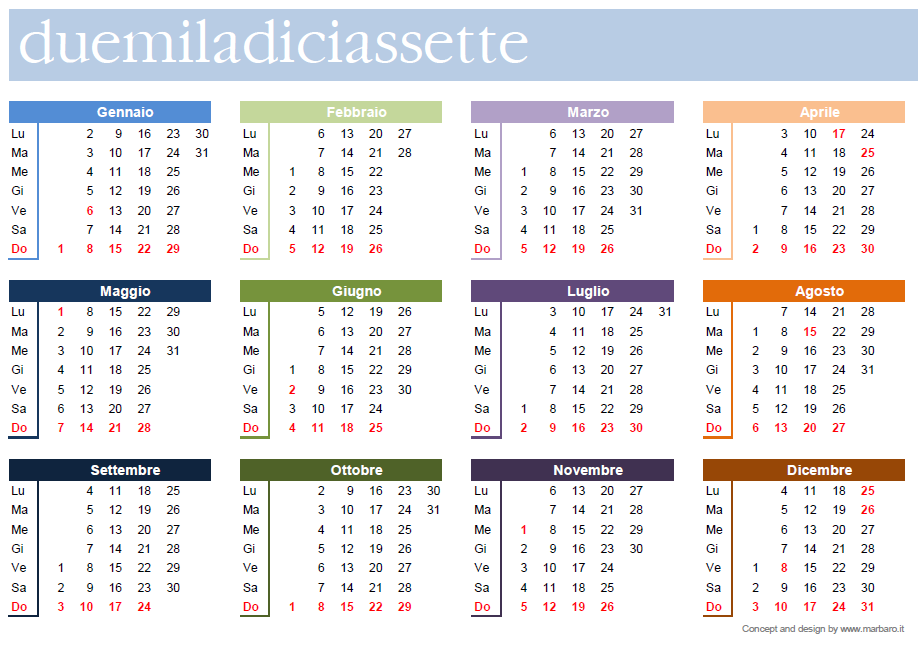 duemiladiciassette
Gennaio Febbraio Marzo Aprile
Lu 2 9 16 23 30 Lu 6 13 20 27 Lu 6 13 20 27 Lu 3 10 17 24
Ma 3 10 17 24 31 Ma 7 14 21 28 Ma 7 14 21 28 Ma 4 11 18 25
Me 4 11 18 25 Me 1 8 15 22 Me 1 8 15 22 29 Me 5 12 19 26
Gi 5 12 19 26 Gi 2 9 16 23 Gi 2 9 16 23 30 Gi 6 13 20 27
Ve 6 13 20 27 Ve 3 10 17 24 Ve 3 10 17 24 31 Ve 7 14 21 28
Sa 7 14 21 28 Sa 4 11 18 25 Sa 4 11 18 25 Sa 1 8 15 22 29
Do 1 8 15 22 29 Do 5 12 19 26 Do 5 12 19 26 Do 2 9 16 23 30
Maggio Giugno Luglio Agosto
Lu 1 8 15 22 29 Lu 5 12 19 26 Lu 3 10 17 24 31 Lu 7 14 21 28
Ma 2 9 16 23 30 Ma 6 13 20 27 Ma 4 11 18 25 Ma 1 8 15 22 29
Me 3 10 17 24 31 Me 7 14 21 28 Me 5 12 19 26 Me 2 9 16 23 30
Gi 4 11 18 25 Gi 1 8 15 22 29 Gi 6 13 20 27 Gi 3 10 17 24 31
Ve 5 12 19 26 Ve 2 9 16 23 30 Ve 7 14 21 28 Ve 4 11 18 25
Sa 6 13 20 27 Sa 3 10 17 24 Sa 1 8 15 22 29 Sa 5 12 19 26
Do 7 14 21 28 Do 4 11 18 25 Do 2 9 16 23 30 Do 6 13 20 27
Settembre Ottobre Novembre Dicembre
Lu 4 11 18 25 Lu 2 9 16 23 30 Lu 6 13 20 27 Lu 4 11 18 25
Ma 5 12 19 26 Ma 3 10 17 24 31 Ma 7 14 21 28 Ma 5 12 19 26
Me 6 13 20 27 Me 4 11 18 25 Me 1 8 15 22 29 Me 6 13 20 27
Gi 7 14 21 28 Gi 5 12 19 26 Gi 2 9 16 23 30 Gi 7 14 21 28
Ve 1 8 15 22 29 Ve 6 13 20 27 Ve 3 10 17 24 Ve 1 8 15 22 29
Sa 2 9 16 23 30 Sa 7 14 21 28 Sa 4 11 18 25 Sa 2 9 16 23 30
Do 3 10 17 24 Do 1 8 15 22 29 Do 5 12 19 26 Do 3 10 17 24 31
Concept and design by www.marbaro.it